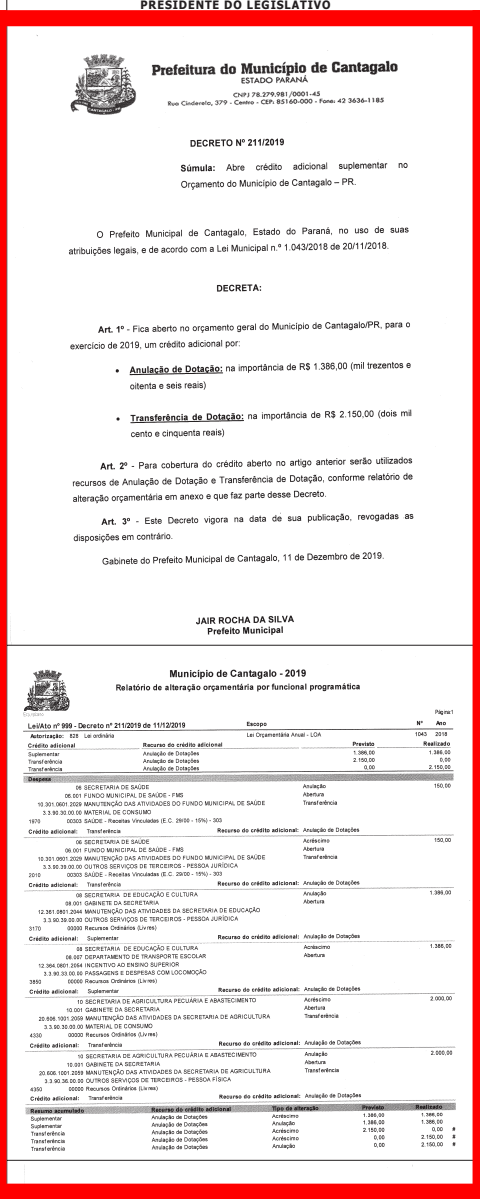 PRESIDENTE DO LEGISLATIVO
Prefeitura do Município de Cantagalo
ESTADO PARANÁ
CNPJ 78.279.981/0001-45
Rua Cinderela, 379 - Centro - CEP: 85160-000 - Fone: 42 3636-1185
DECRETO Nº 211/2019
Súmula: Abre crédito adicional suplementar no
Orçamento do Município de Cantagalo – PR.
O Prefeito Municipal de Cantagalo, Estado do Paraná, no uso de suas
atribuições legais, e de acordo com a Lei Municipal n.º 1.043/2018 de 20/11/2018.
DECRETA:
Art. 1º - Fica aberto no orçamento geral do Município de Cantagalo/PR, para o
exercício de 2019, um crédito adicional por:
• Anulação de Dotação: na importância de R$ 1.386,00 (mil trezentos e
oitenta e seis reais)
• Transferência de Dotação: na importância de R$ 2.150,00 (dois mil
cento e cinquenta reais)
Art. 2º - Para cobertura do crédito aberto no artigo anterior serão utilizados
recursos de Anulação de Dotação e Transferência de Dotação, conforme relatório de
alteração orçamentária em anexo e que faz parte desse Decreto.
Art. 3º - Este Decreto vigora na data de sua publicação, revogadas as
disposições em contrário.
Gabinete do Prefeito Municipal de Cantagalo, 11 de Dezembro de 2019.
JAIR ROCHA DA SILVA
Prefeito Municipal
Município de Cantagalo - 2019
Relatório de alteração orçamentária por funcional programática
Página:1
Lei/Ato nº 999 - Decreto nº 211/2019 de 11/12/2019 Escopo Nº Ano
Autorização: 828 Lei ordinária Lei Orçamentária Anual - LOA 1043 2018
Crédito adicional Recurso do crédito adicional Previsto Realizado
Suplementar Anulação de Dotações 1.386,00 1.386,00
Transferência Anulação de Dotações 2.150,00 0,00
Transferência Anulação de Dotações 0,00 2.150,00
Despesa
06 SECRETARIA DE SAÚDE Anulação 150,00
06.001 FUNDO MUNICIPAL DE SAÚDE - FMS Abertura
10.301.0601.2029 MANUTENÇÃO DAS ATIVIDADES DO FUNDO MUNICIPAL DE SAÚDE Transferência
3.3.90.30.00.00 MATERIAL DE CONSUMO
1970 00303 SAÚDE - Receitas Vinculadas (E.C. 29/00 - 15%) - 303
Crédito adicional: Transferência Recurso do crédito adicional: Anulação de Dotações
06 SECRETARIA DE SAÚDE Acréscimo 150,00
06.001 FUNDO MUNICIPAL DE SAÚDE - FMS Abertura
10.301.0601.2029 MANUTENÇÃO DAS ATIVIDADES DO FUNDO MUNICIPAL DE SAÚDE Transferência
3.3.90.39.00.00 OUTROS SERVIÇOS DE TERCEIROS - PESSOA JURÍDICA
2010 00303 SAÚDE - Receitas Vinculadas (E.C. 29/00 - 15%) - 303
Crédito adicional: Transferência Recurso do crédito adicional: Anulação de Dotações
08 SECRETARIA DE EDUCAÇÃO E CULTURA Anulação 1.386,00
08.001 GABINETE DA SECRETARIA Abertura
12.361.0801.2044 MANUTENÇÃO DAS ATIVIDADES DA SECRETARIA DE EDUCAÇÃO
3.3.90.39.00.00 OUTROS SERVIÇOS DE TERCEIROS - PESSOA JURÍDICA
3170 00000 Recursos Ordinários (Livres)
Crédito adicional: Suplementar Recurso do crédito adicional: Anulação de Dotações
08 SECRETARIA DE EDUCAÇÃO E CULTURA Acréscimo 1.386,00
08.007 DEPARTAMENTO DE TRANSPORTE ESCOLAR Abertura
12.364.0801.2054 INCENTIVO AO ENSINO SUPERIOR
3.3.90.33.00.00 PASSAGENS E DESPESAS COM LOCOMOÇÃO
3850 00000 Recursos Ordinários (Livres)
Crédito adicional: Suplementar Recurso do crédito adicional: Anulação de Dotações
10 SECRETARIA DE AGRICULTURA PECUÁRIA E ABASTECIMENTO Acréscimo 2.000,00
10.001 GABINETE DA SECRETARIA Abertura
20.606.1001.2059 MANUTENÇÃO DAS ATIVIDADES DA SECRETARIA DE AGRICULTURA Transferência
3.3.90.30.00.00 MATERIAL DE CONSUMO
4330 00000 Recursos Ordinários (Livres)
Crédito adicional: Transferência Recurso do crédito adicional: Anulação de Dotações
10 SECRETARIA DE AGRICULTURA PECUÁRIA E ABASTECIMENTO Anulação 2.000,00
10.001 GABINETE DA SECRETARIA Abertura
20.606.1001.2059 MANUTENÇÃO DAS ATIVIDADES DA SECRETARIA DE AGRICULTURA Transferência
3.3.90.36.00.00 OUTROS SERVIÇOS DE TERCEIROS - PESSOA FÍSICA
4350 00000 Recursos Ordinários (Livres)
Crédito adicional: Transferência Recurso do crédito adicional: Anulação de Dotações
Resumo acumulado Recurso do crédito adicional Tipo de alteração Previsto Realizado
Suplementar Anulação de Dotações Acréscimo 1.386,00 1.386,00
Suplementar Anulação de Dotações Anulação 1.386,00 1.386,00
Transferência Anulação de Dotações Acréscimo 2.150,00 0,00 #
Transferência Anulação de Dotações Acréscimo 0,00 2.150,00 #
Transferência Anulação de Dotações Anulação 0,00 2.150,00 #